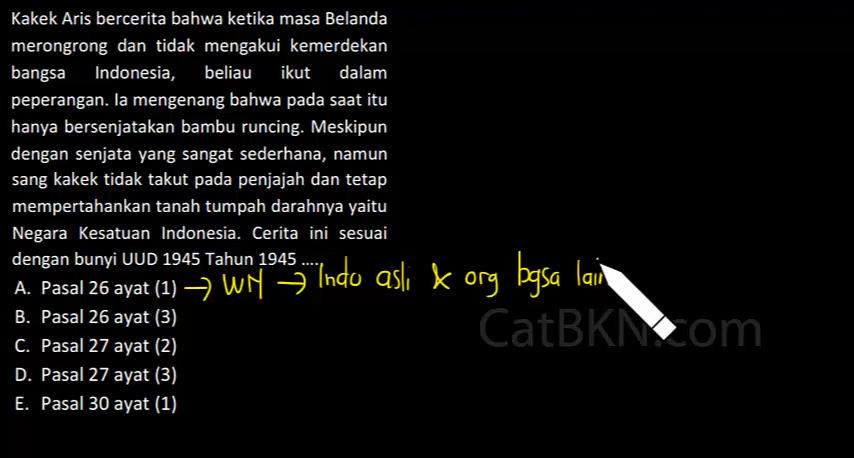 Kakek Aris bercerita bahwa ketika masa Belanda
merongrong dan tidak mengakui kemerdekan
bangsa Indonesia, beliau ikut dalam
peperangan. Ia mengenang bahwa pada saat itu
hanya bersenjatakan bambu runcing. Meskipun
dengan senjata yang sangat sederhana, namun
sang kakek tidak takut pada penjajah dan tetap
mempertahankan tanah tumpah darahnya yaitu
Negara Kesatuan Indonesia. Cerita ini sesuai
dengan bunyi UUD 1945 Tahun 1945 ....
A. Pasal 26 ayat (1) → WN → Indo asli & org bgsa lain
B. Pasal 26 ayat (3)
C. Pasal 27 ayat (2)
D. Pasal 27 ayat (3)
E. Pasal 30 ayat (1)
CatBKN.com